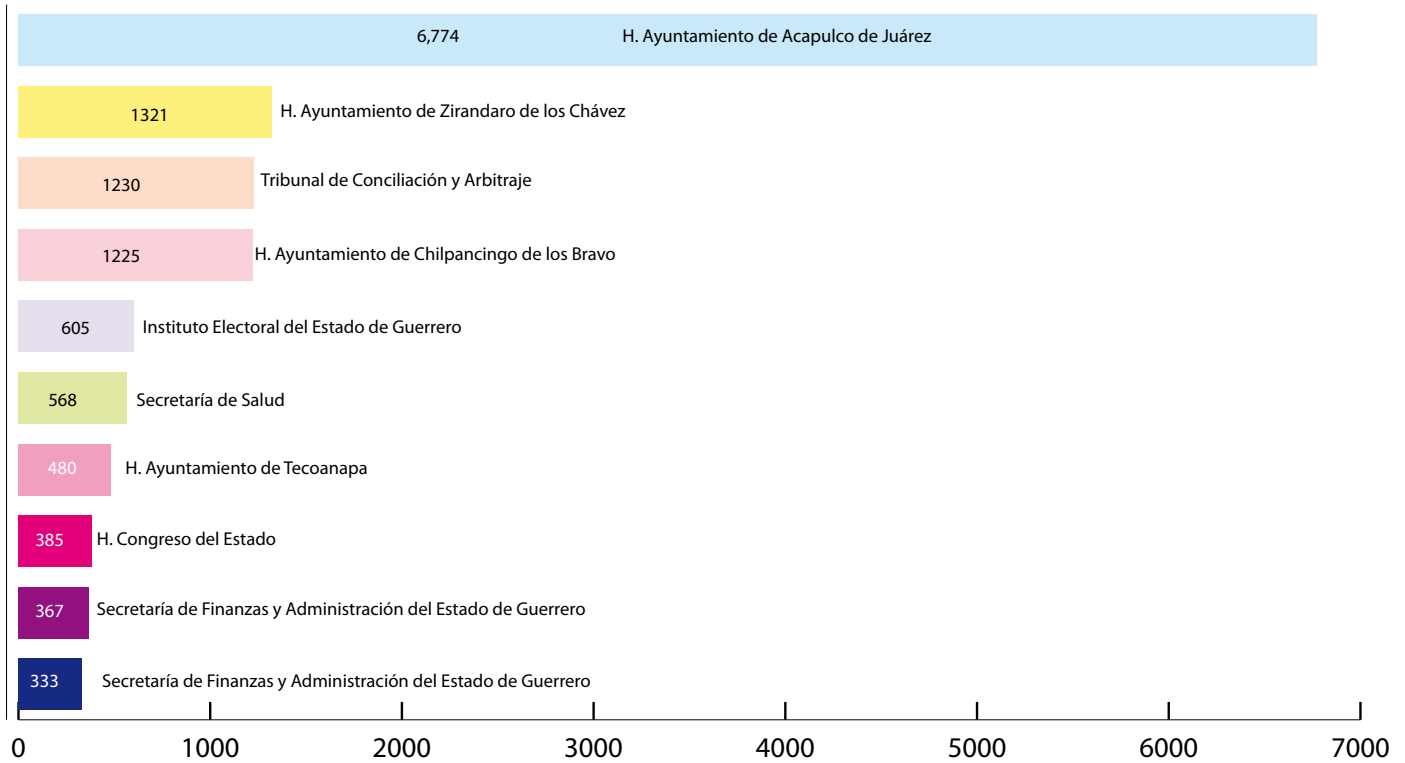 6,774 H. Ayuntamiento de Acapulco de Juárez
1321 H. Ayuntamiento de Zirandaro de los Chávez
1230 Tribunal de Conciliación y Arbitraje
1225 H. Ayuntamiento de Chilpancingo de los Bravo
605 Instituto Electoral del Estado de Guerrero
568 Secretaría de Salud
480 H. Ayuntamiento de Tecoanapa
385 H. Congreso del Estado
367 Secretaría de Finanzas y Administración del Estado de Guerrero
333 Secretaría de Finanzas y Administración del Estado de Guerrero
0 1000 2000 3000 4000 5000 6000 7000